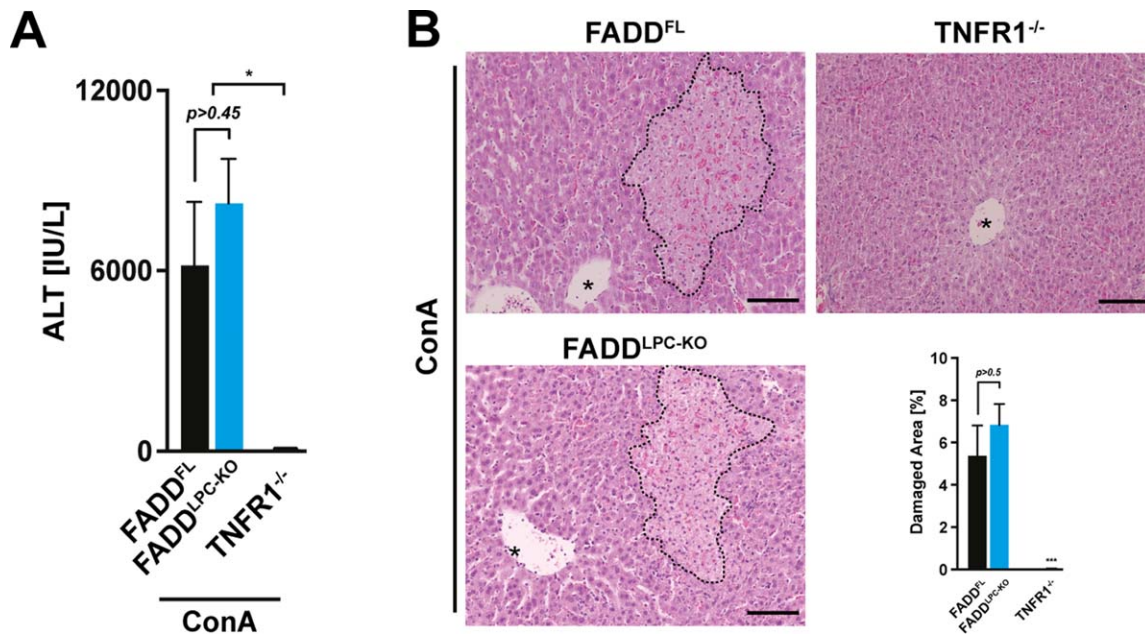 A
12000
6000
0
ALT [IU/L]
*
p>0.45
FADDFL
FADDLPC-KO
TNFR1-/-
ConA
B
FADDFL
TNFR1-/-
ConA
*
*
FADDLPC-KO
*
10
8
6
4
2
0
Damaged Area [%]
p>0.5
***
FADDFL
FADDLPC-KO
TNFR1-/-